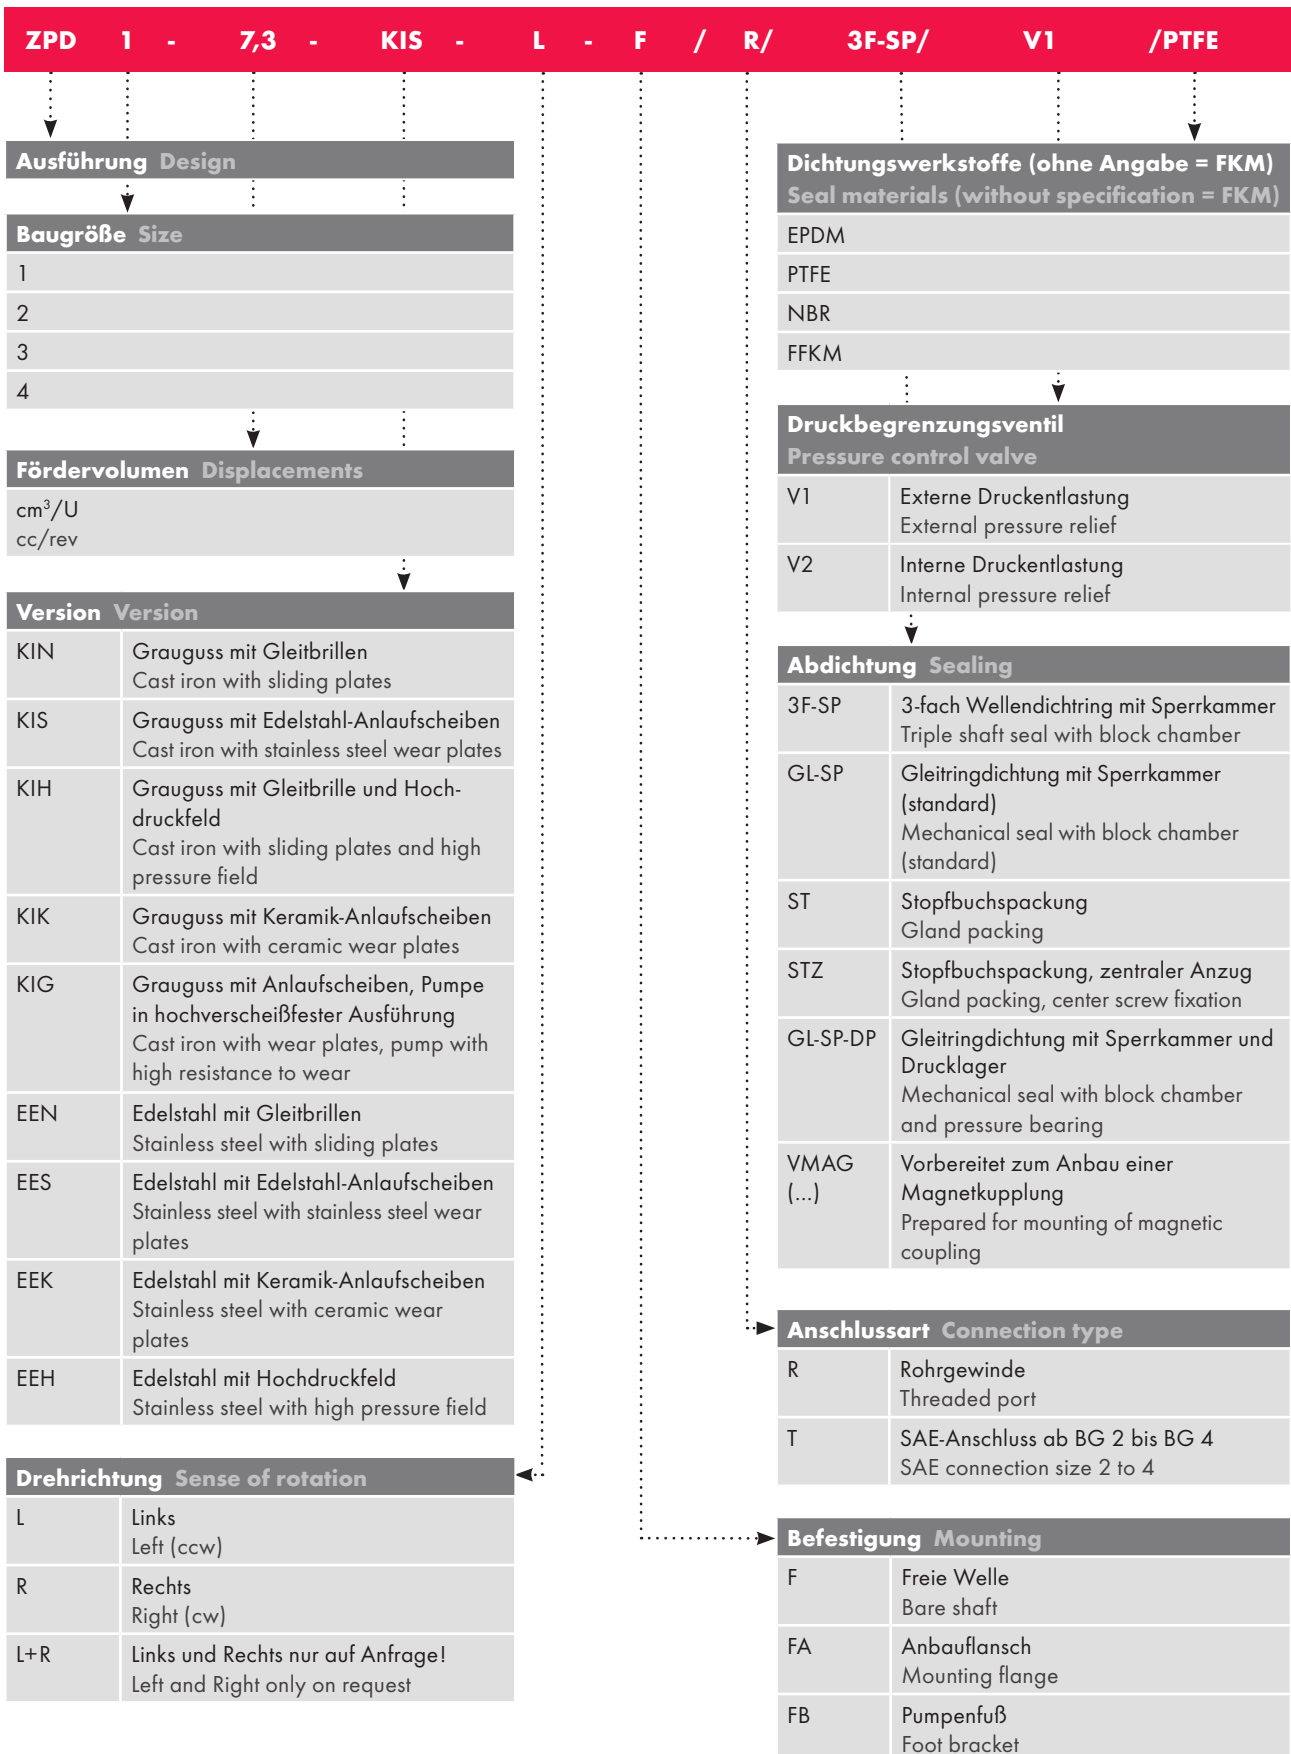 ZPD 1 - 7,3 - KIS - L - F / R/ 3F-SP/ V1 /PTFE
Ausführung Design
Baugröße Size
1
2
3
4
Fördervolumen Displacements
cm³/U
cc/rev
Version Version
KIN Grauguss mit Gleitbrillen
Cast iron with sliding plates
KIS Grauguss mit Edelstahl-Anlaufscheiben
Cast iron with stainless steel wear plates
KIH Grauguss mit Gleitbrille und Hoch-
druckfeld
Cast iron with sliding plates and high
pressure field
KIK Grauguss mit Keramik-Anlaufscheiben
Cast iron with ceramic wear plates
KIG Grauguss mit Anlaufscheiben, Pumpe
in hochverscheißfester Ausführung
Cast iron with wear plates, pump with
high resistance to wear
EEN Edelstahl mit Gleitbrillen
Stainless steel with sliding plates
EES Edelstahl mit Edelstahl-Anlaufscheiben
Stainless steel with stainless steel wear
plates
EEK Edelstahl mit Keramik-Anlaufscheiben
Stainless steel with ceramic wear
plates
EEH Edelstahl mit Hochdruckfeld
Stainless steel with high pressure field
Drehrichtung Sense of rotation
L Links
Left (ccw)
R Rechts
Right (cw)
L+R Links und Rechts nur auf Anfrage!
Left and Right only on request
Dichtungswerkstoffe (ohne Angabe = FKM)
Seal materials (without specification = FKM)
EPDM
PTFE
NBR
FFKM
Druckbegrenzungsventil
Pressure control valve
V1 Externe Druckentlastung
External pressure relief
V2 Interne Druckentlastung
Internal pressure relief
Abdichtung Sealing
3F-SP 3-fach Wellendichtring mit Sperrkammer
Triple shaft seal with block chamber
GL-SP Gleitringdichtung mit Sperrkammer
(standard)
Mechanical seal with block chamber
(standard)
ST Stopfbuchspackung
Gland packing
STZ Stopfbuchspackung, zentraler Anzug
Gland packing, center screw fixation
GL-SP-DP Gleitringdichtung mit Sperrkammer und
Drucklager
Mechanical seal with block chamber
and pressure bearing
VMAG Vorbereitet zum Anbau einer
(...) Magnetkupplung
Prepared for mounting of magnetic
coupling
Anschlussart Connection type
R Rohrgewinde
Threaded port
T SAE-Anschluss ab BG 2 bis BG 4
SAE connection size 2 to 4
Befestigung Mounting
F Freie Welle
Bare shaft
FA Anbauflansch
Mounting flange
FB Pumpenfuß
Foot bracket